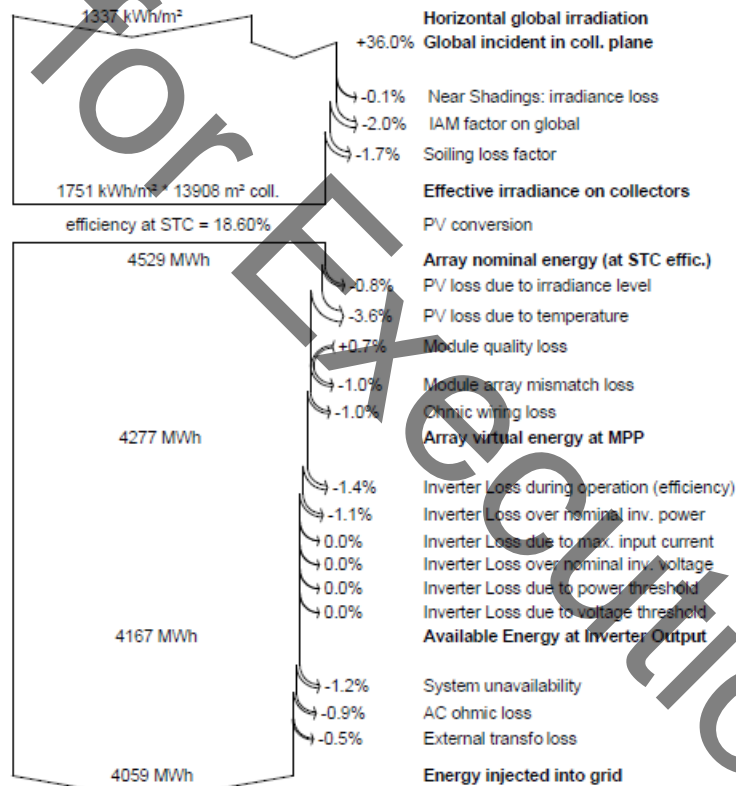 1337 kWh/m² Horizontal global irradiation
+36.0% Global incident in coll. plane
-0.1% Near Shadings: irradiance loss
-2.0% IAM factor on global
-1.7% Soiling loss factor
1751 kWh/m² * 13908 m² coll. Effective irradiance on collectors
efficiency at STC = 18.60% PV conversion
4529 MWh Array nominal energy (at STC effic.)
-0.8% PV loss due to irradiance level
-3.6% PV loss due to temperature
+0.7% Module quality loss
-1.0% Module array mismatch loss
-1.0% Ohmic wiring loss
4277 MWh Array virtual energy at MPP
-1.4% Inverter Loss during operation (efficiency)
-1.1% Inverter Loss over nominal inv. power
0.0% Inverter Loss due to max. input current
0.0% Inverter Loss over nominal inv. voltage
0.0% Inverter Loss due to power threshold
0.0% Inverter Loss due to voltage threshold
4167 MWh Available Energy at Inverter Output
-1.2% System unavailability
-0.9% AC ohmic loss
-0.5% External transfo loss
4059 MWh Energy injected into grid
for Executio